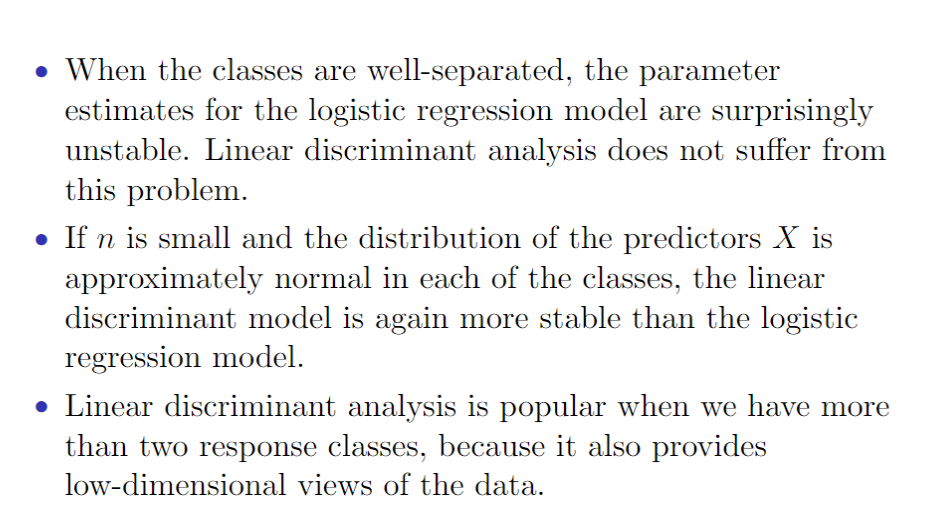 • When the classes are well-separated, the parameter
estimates for the logistic regression model are surprisingly
unstable. Linear discriminant analysis does not suffer from
this problem.
• If n is small and the distribution of the predictors X is
approximately normal in each of the classes, the linear
discriminant model is again more stable than the logistic
regression model.
• Linear discriminant analysis is popular when we have more
than two response classes, because it also provides
low-dimensional views of the data.